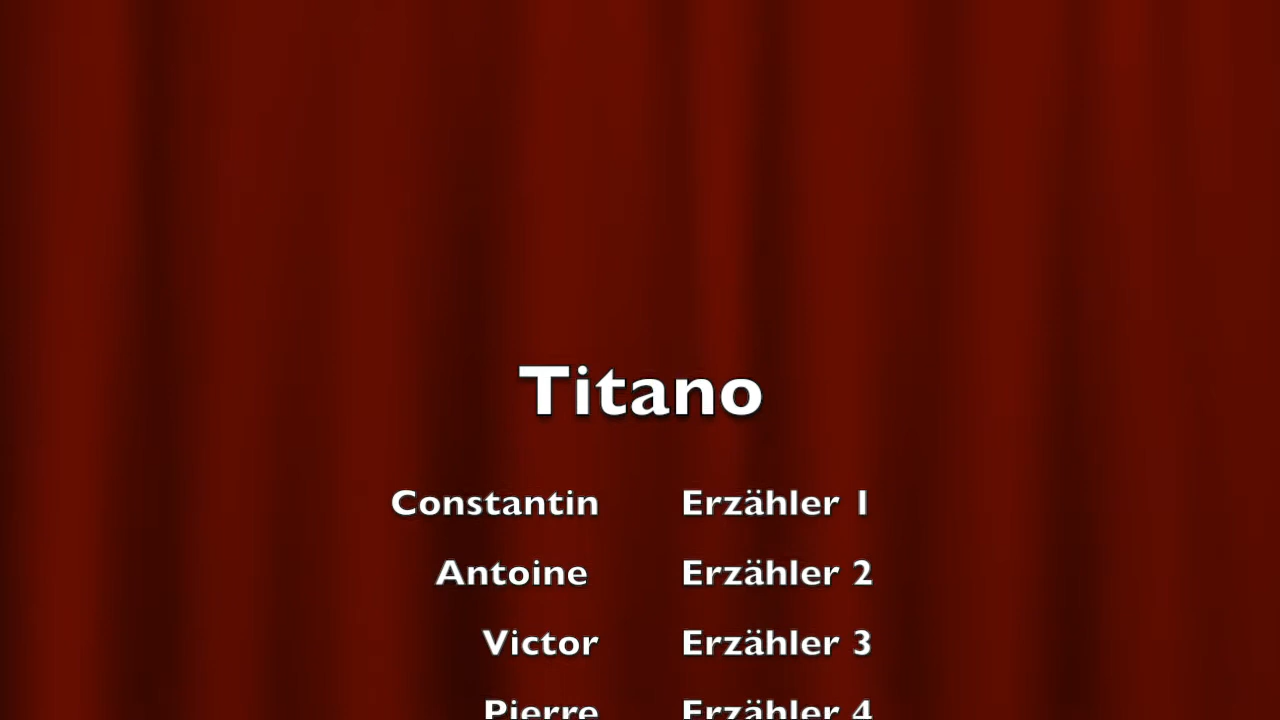 Titano
Constantin Erzähler 1
Antoine Erzähler 2
Victor Erzähler 3
Pierre Erzähler 4